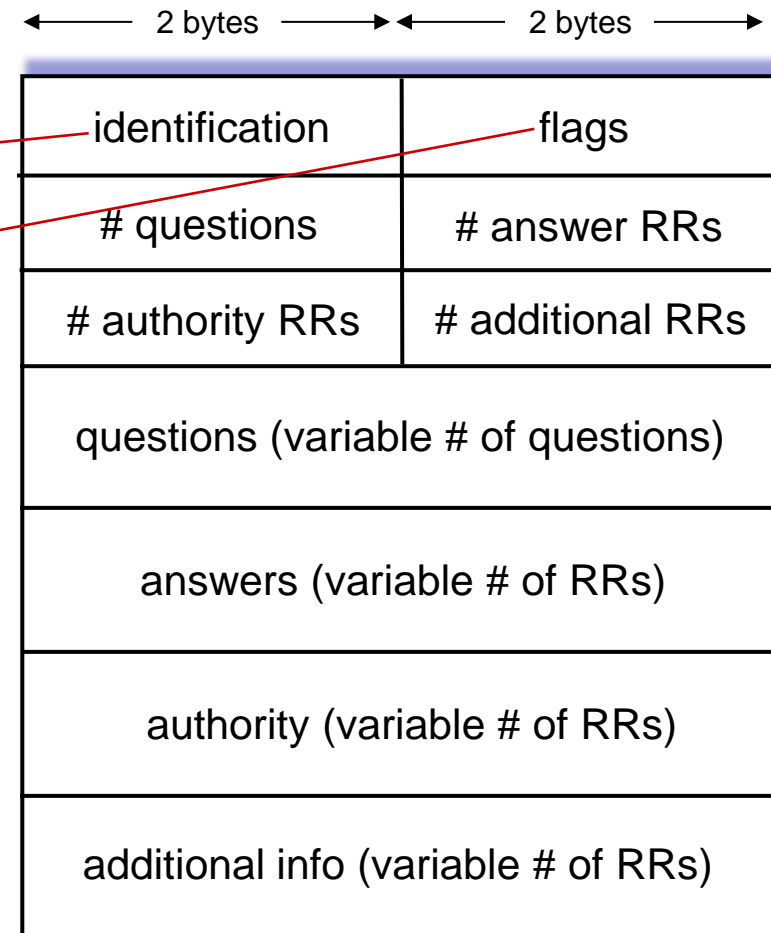 2 bytes 2 bytes
identification flags
# questions # answer RRs
# authority RRs # additional RRs
questions (variable # of questions)
answers (variable # of RRs)
authority (variable # of RRs)
additional info (variable # of RRs)